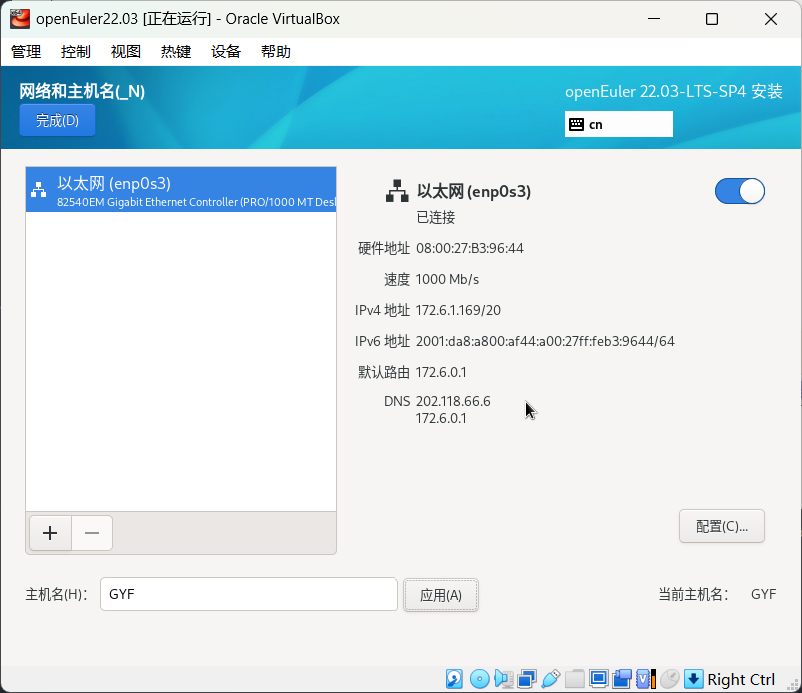 openEuler22.03 [正在运行] - Oracle VirtualBox
管理 控制 视图 热键 设备 帮助
网络和主机名(_N)
openEuler 22.03-LTS-SP4 安装
完成(D)
cn
以太网 (enp0s3)
82540EM Gigabit Ethernet Controller (PRO/1000 MT Desk
以太网 (enp0s3)
已连接
硬件地址 08:00:27:B3:96:44
速度 1000 Mb/s
IPv4 地址 172.6.1.169/20
IPv6 地址 2001:da8:a800:af44:a00:27ff:feb3:9644/64
默认路由 172.6.0.1
DNS 202.118.66.6
172.6.0.1
配置(C)...
主机名(H): GYF 应用(A) 当前主机名: GYF
Right Ctrl